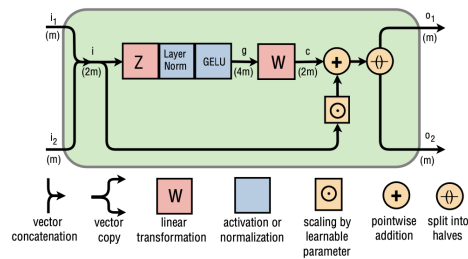 i1
(m)
i
(2m)
Z
Layer
Norm
GELU
g
(4m)
W
c
(2m)
+
o1
(m)
i2
(m)
o2
(m)
W
+
vector
concatenation
vector
copy
linear
transformation
activation or
normalization
scaling by
learnable
parameter
pointwise
addition
split into
halves